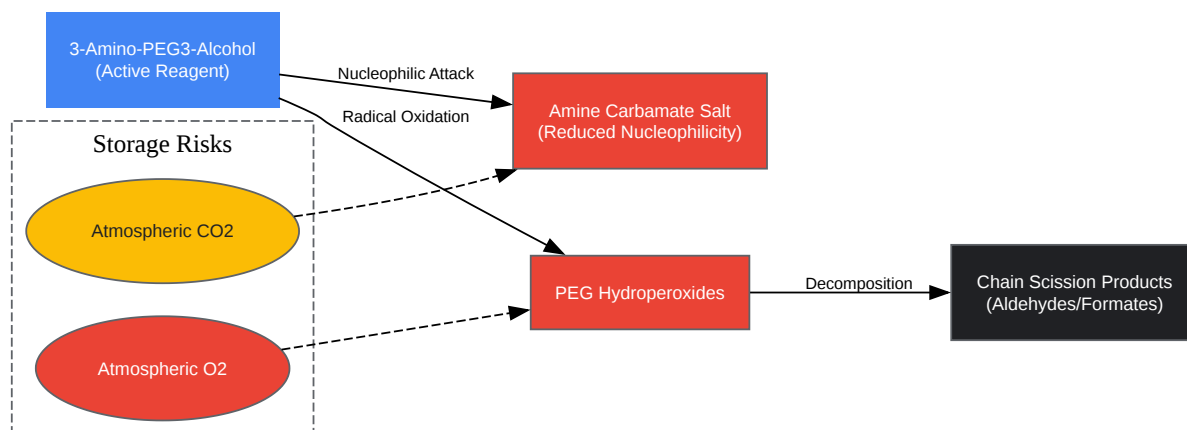 3-Amino-PEG3-Alcohol
(Active Reagent)
Nucleophilic Attack
Radical Oxidation
Amine Carbamate Salt
(Reduced Nucleophilicity)
Storage Risks
Atmospheric CO2
PEG Hydroperoxides
Decomposition
Chain Scission Products
(Aldehydes/Formates)
Atmospheric O2